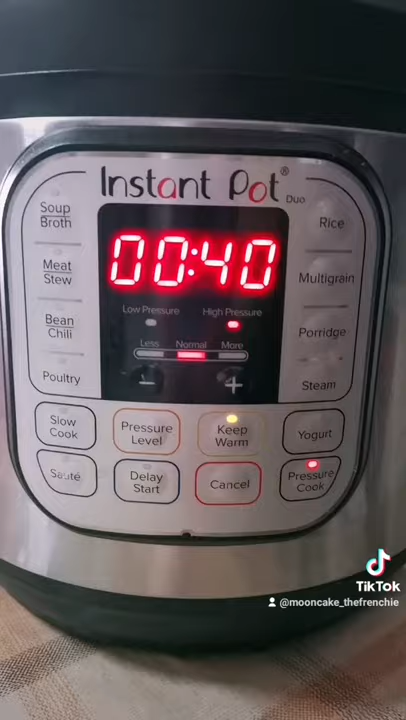 Instant Pot® Duo
Soup
Broth
Meat
Stew
Bean
Chili
Poultry
00:40
Low Pressure
High Pressure
Less
Normal
More
−
+
Rice
Multigrain
Porridge
Steam
Slow
Cook
Pressure
Level
Keep
Warm
Yogurt
Sauté
Delay
Start
Cancel
Pressure
Cook
TikTok
@mooncake_thefrenchie